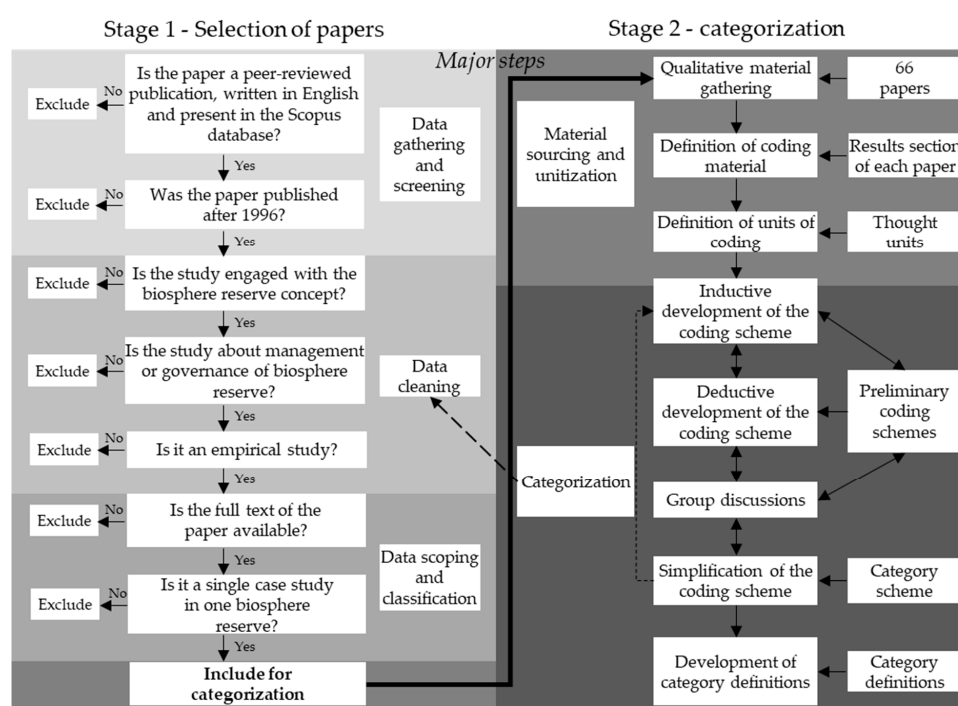 Stage 1 - Selection of papers
Stage 2 - categorization
Major steps
Is the paper a peer-reviewed
publication, written in English
and present in the Scopus
database?
No
Exclude
Yes
Was the paper published
after 1996?
No
Exclude
Yes
Data
gathering
and
screening
Is the study engaged with the
biosphere reserve concept?
No
Exclude
Yes
Is the study about management
or governance of biosphere
reserve?
No
Exclude
Yes
Is it an empirical study?
No
Exclude
Yes
Data
cleaning
Is the full text of the
paper available?
No
Exclude
Yes
Is it a single case study
in one biosphere
reserve?
No
Exclude
Yes
Data scoping
and
classification
Include for
categorization
Material
sourcing and
unitization
Qualitative material
gathering
66
papers
Definition of coding
material
Results section
of each paper
Definition of units of
coding
Thought
units
Categorization
Inductive
development of the
coding scheme
Deductive
development of the
coding scheme
Preliminary
coding
schemes
Group discussions
Simplification of the
coding scheme
Category
scheme
Development of
category definitions
Category
definitions